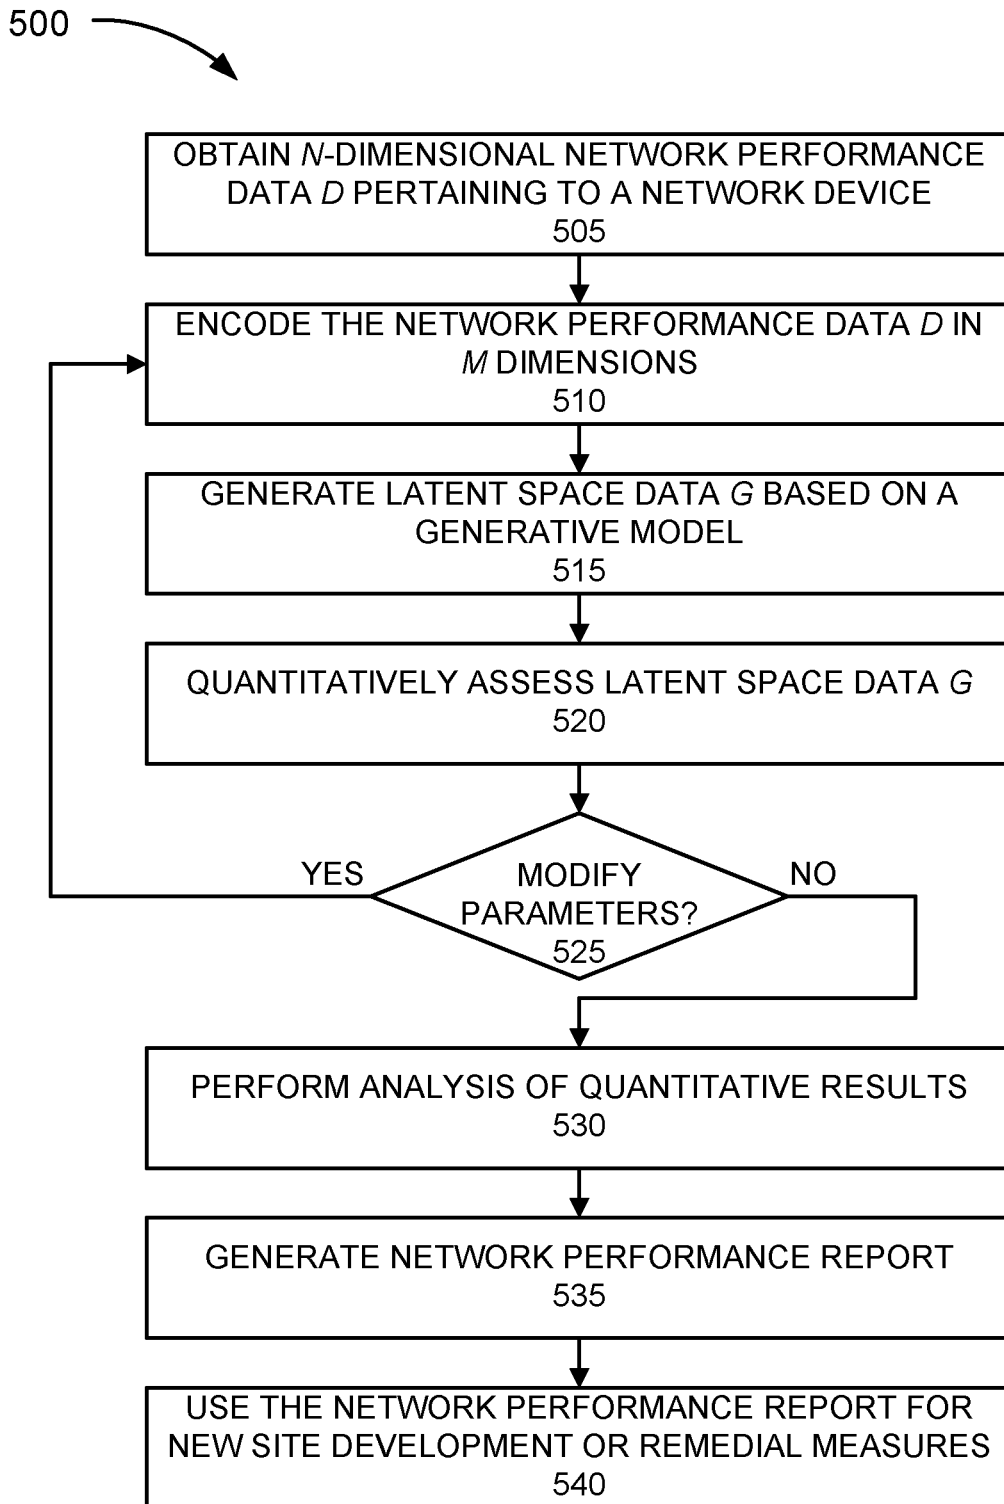 500
OBTAIN N-DIMENSIONAL NETWORK PERFORMANCE
DATA D PERTAINING TO A NETWORK DEVICE
505
ENCODE THE NETWORK PERFORMANCE DATA D IN
M DIMENSIONS
510
GENERATE LATENT SPACE DATA G BASED ON A
GENERATIVE MODEL
515
QUANTITATIVELY ASSESS LATENT SPACE DATA G
520
YES
MODIFY
PARAMETERS?
525
NO
PERFORM ANALYSIS OF QUANTITATIVE RESULTS
530
GENERATE NETWORK PERFORMANCE REPORT
535
USE THE NETWORK PERFORMANCE REPORT FOR
NEW SITE DEVELOPMENT OR REMEDIAL MEASURES
540